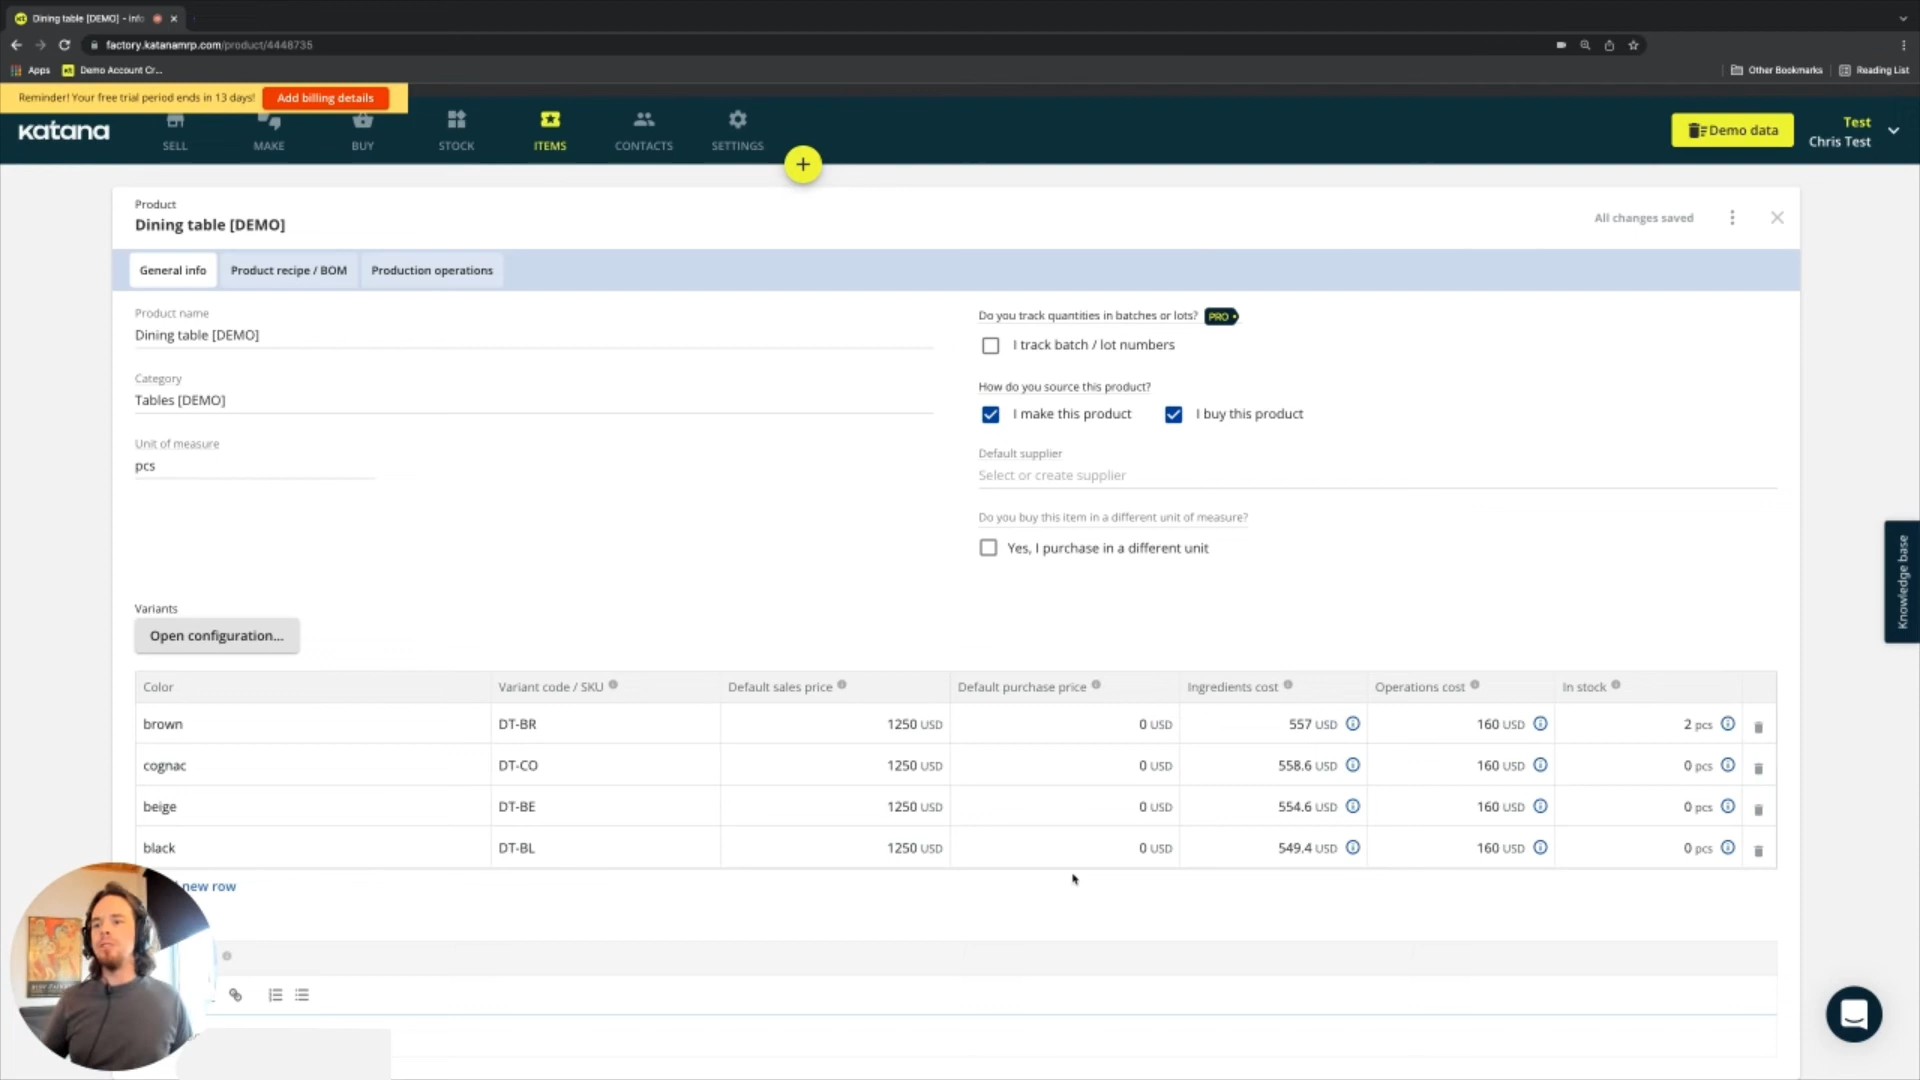 Dining table [DEMO] - info
factory.katanamrp.com/product/4448735
Apps
Demo Account Cr...
Other Bookmarks
Reading List
Reminder! Your free trial period ends in 13 days!
Add billing details
katana
SELL
MAKE
BUY
STOCK
ITEMS
CONTACTS
SETTINGS
+
Demo data
Test
Chris Test
Product
Dining table [DEMO]
All changes saved
General info
Product recipe / BOM
Production operations
Product name
Dining table [DEMO]
Category
Tables [DEMO]
Unit of measure
pcs
Do you track quantities in batches or lots? PRO
I track batch / lot numbers
How do you source this product?
I make this product
I buy this product
Default supplier
Select or create supplier
Do you buy this item in a different unit of measure?
Yes, I purchase in a different unit
Knowledge base
Variants
Open configuration...
Color Variant code / SKU Default sales price Default purchase price Ingredients cost Operations cost In stock
brown DT-BR 1250 USD 0 USD 557 USD 160 USD 2 pcs
cognac DT-CO 1250 USD 0 USD 558.6 USD 160 USD 0 pcs
beige DT-BE 1250 USD 0 USD 554.6 USD 160 USD 0 pcs
black DT-BL 1250 USD 0 USD 549.4 USD 160 USD 0 pcs
new row